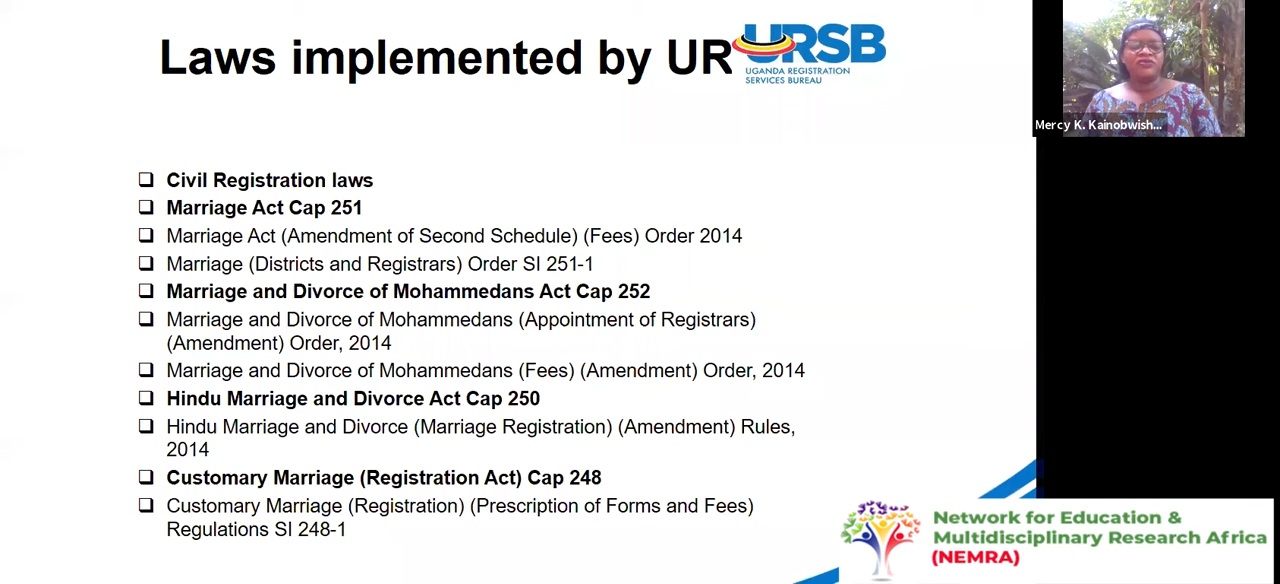 Laws implemented by UR
URSB
UGANDA REGISTRATION
SERVICES BUREAU
Mercy K. Kainobwish...
❑ Civil Registration laws
❑ Marriage Act Cap 251
❑ Marriage Act (Amendment of Second Schedule) (Fees) Order 2014
❑ Marriage (Districts and Registrars) Order SI 251-1
❑ Marriage and Divorce of Mohammedans Act Cap 252
❑ Marriage and Divorce of Mohammedans (Appointment of Registrars)
(Amendment) Order, 2014
❑ Marriage and Divorce of Mohammedans (Fees) (Amendment) Order, 2014
❑ Hindu Marriage and Divorce Act Cap 250
❑ Hindu Marriage and Divorce (Marriage Registration) (Amendment) Rules,
2014
❑ Customary Marriage (Registration Act) Cap 248
❑ Customary Marriage (Registration) (Prescription of Forms and Fees)
Regulations SI 248-1
Network for Education &
Multidisciplinary Research Africa
(NEMRA)